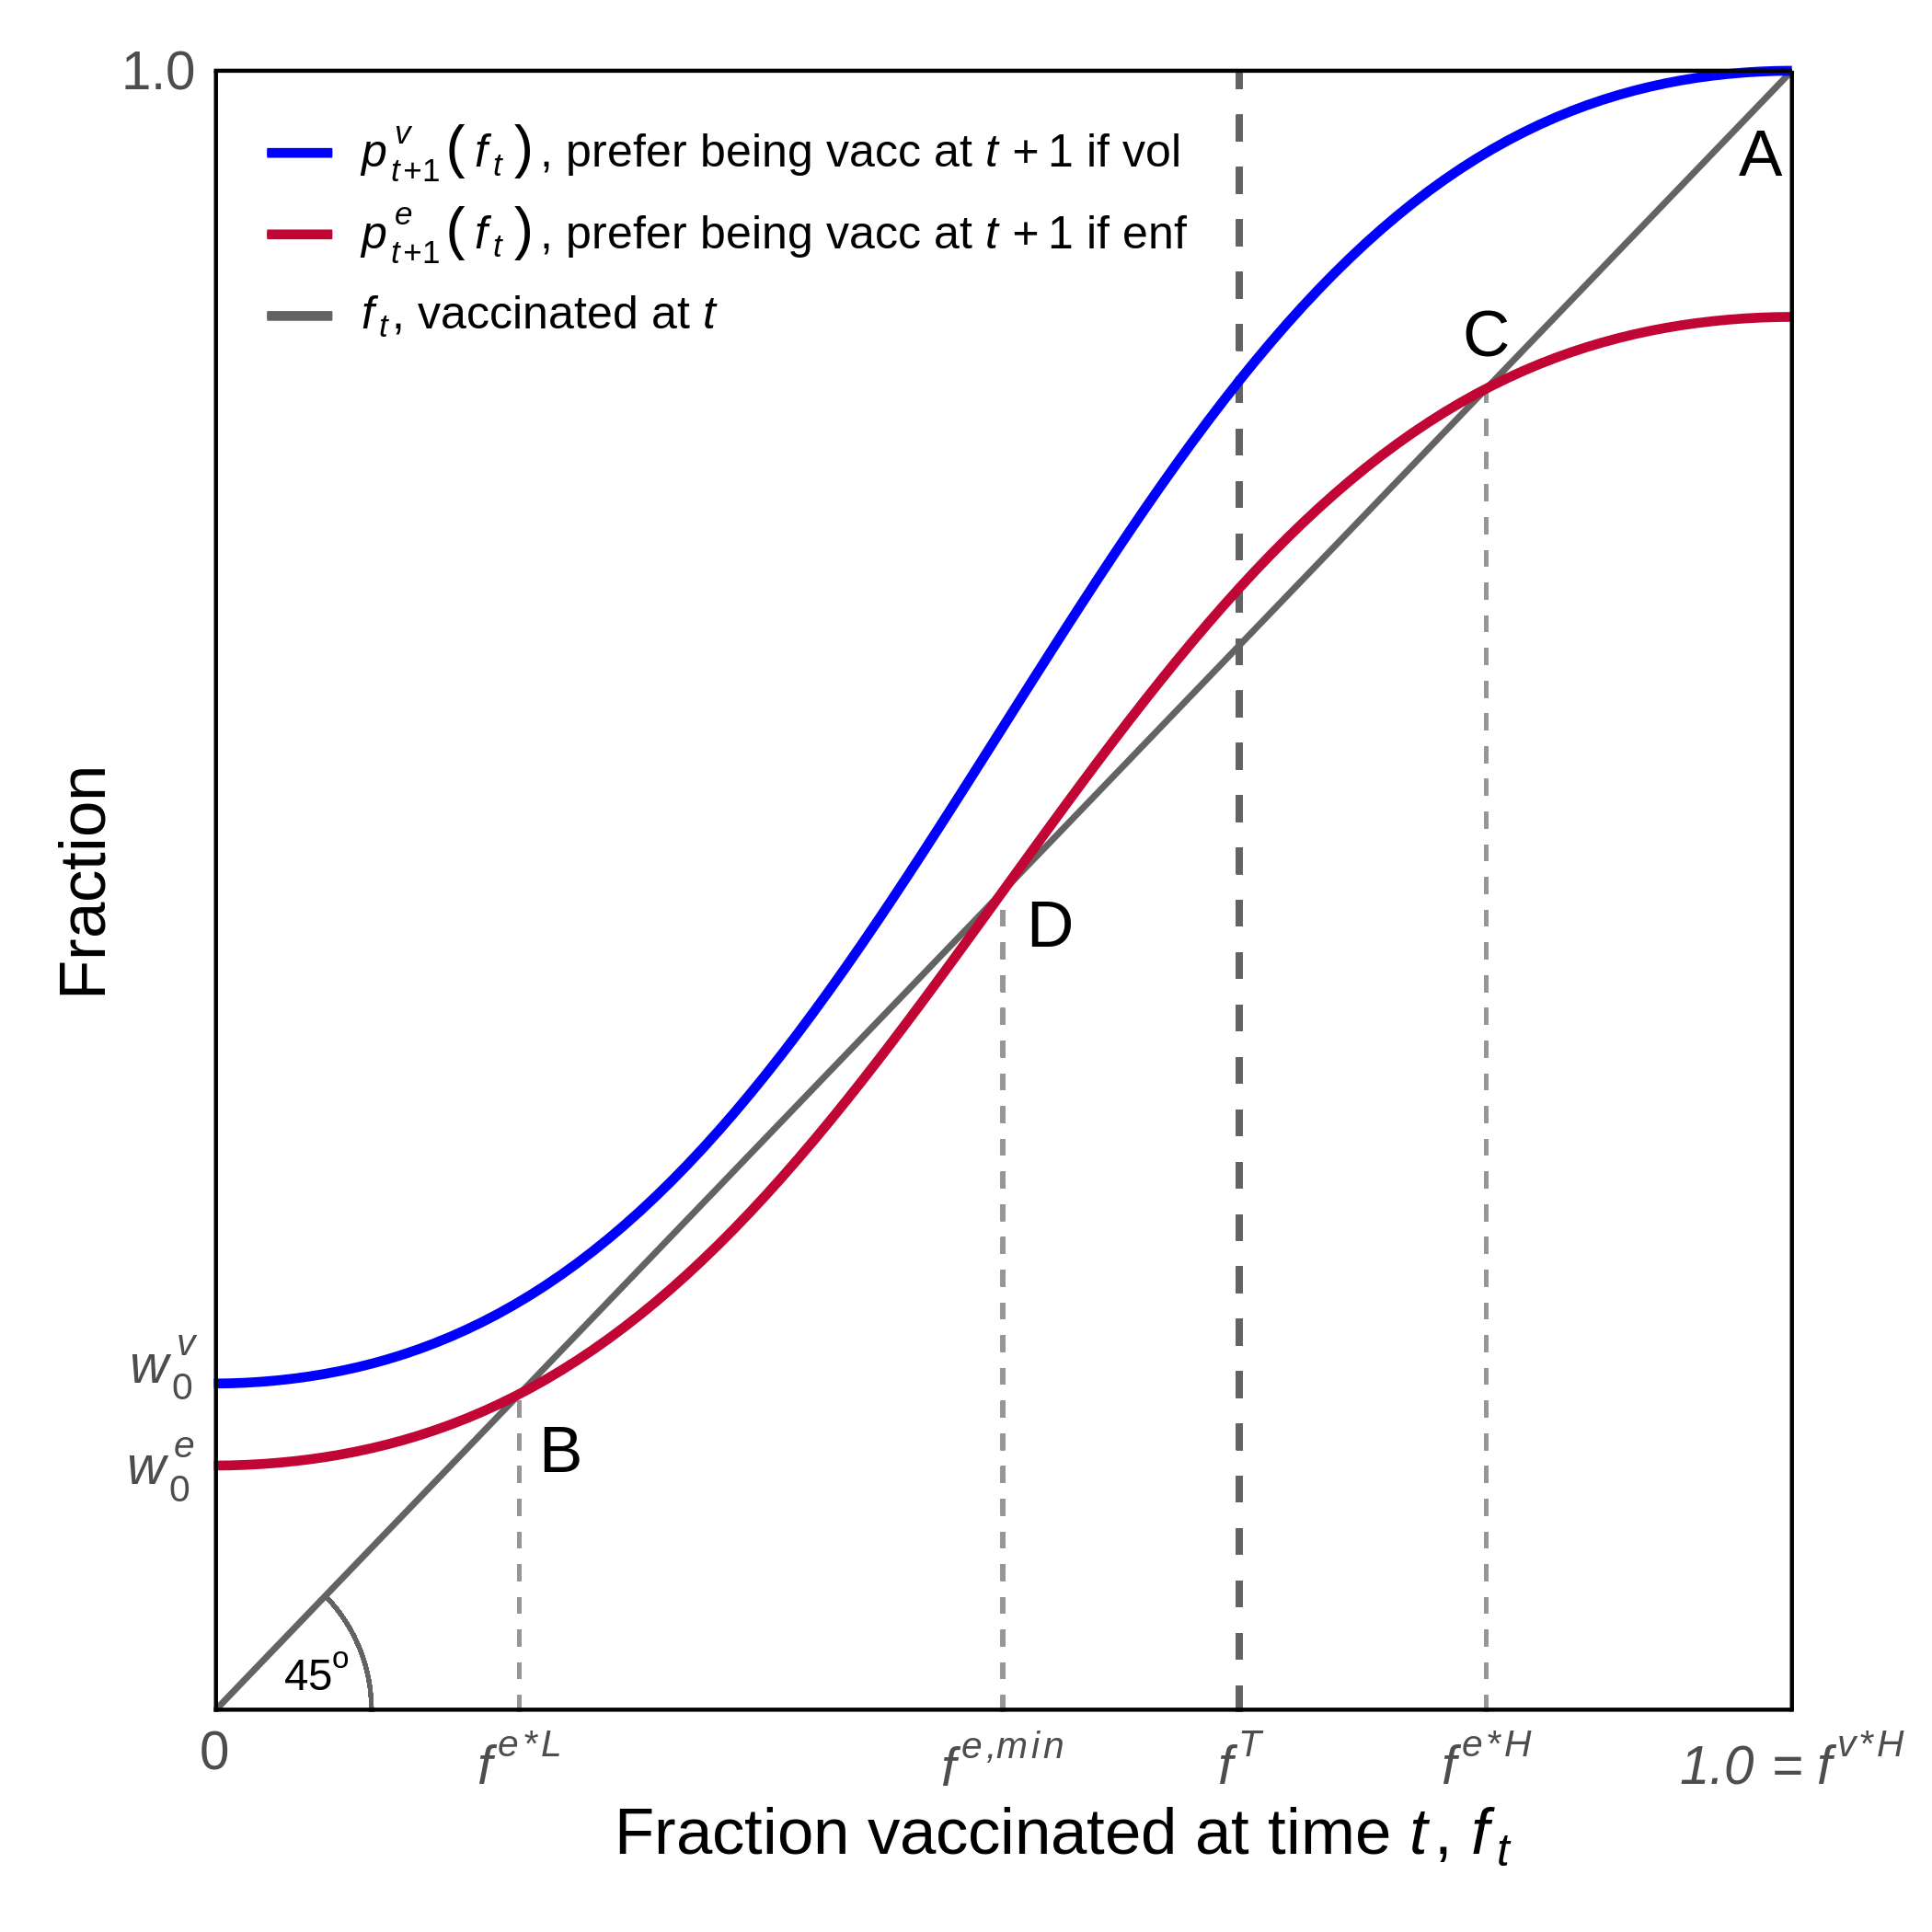 1.0
p^v_{t+1}(f_t), prefer being vacc at t + 1 if vol
p^e_{t+1}(f_t), prefer being vacc at t + 1 if enf
f_t, vaccinated at t
A
C
D
B
Fraction
w^v_0
w^e_0
45^o
0
f^{e*L}
f^{e,min}
f^T
f^{e*H}
1.0 = f^{v*H}
Fraction vaccinated at time t, f_t